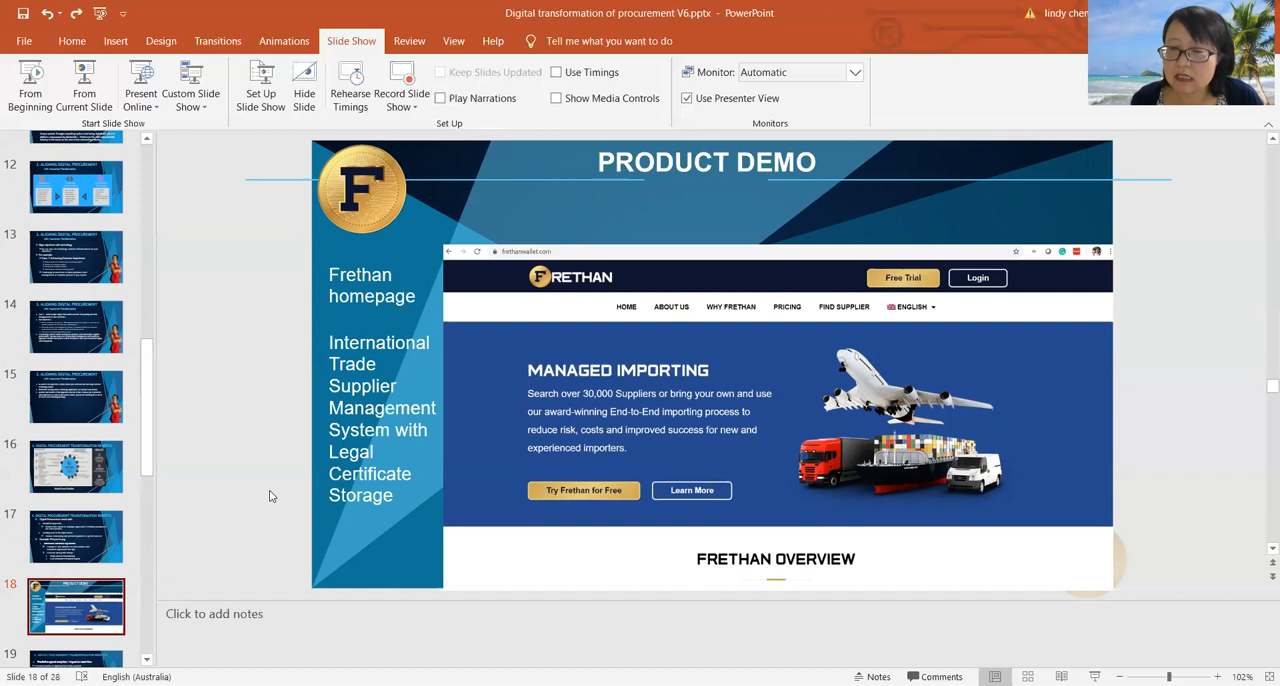 Digital transformation of procurement V6.pptx - PowerPoint
lindy chen
File Home Insert Design Transitions Animations Slide Show Review View Help Tell me what you want to do
From Beginning
From Current Slide
Present Online
Custom Slide Show
Set Up Slide Show
Hide Slide
Rehearse Timings
Record Slide Show
Keep Slides Updated
Play Narrations
Use Timings
Show Media Controls
Monitor: Automatic
Use Presenter View
Start Slide Show
Set Up
Monitors
12
13
14
15
16
17
18
19
PRODUCT DEMO
F
Frethan
homepage
International
Trade
Supplier
Management
System with
Legal
Certificate
Storage
frethanwallet.com
FRETHAN
Free Trial
Login
HOME ABOUT US WHY FRETHAN PRICING FIND SUPPLIER ENGLISH
MANAGED IMPORTING
Search over 30,000 Suppliers or bring your own and use
our award-winning End-to-End importing process to
reduce risk, costs and improved success for new and
experienced importers.
Try Frethan for Free
Learn More
FRETHAN OVERVIEW
Click to add notes
Slide 18 of 28
English (Australia)
Notes
Comments
102%